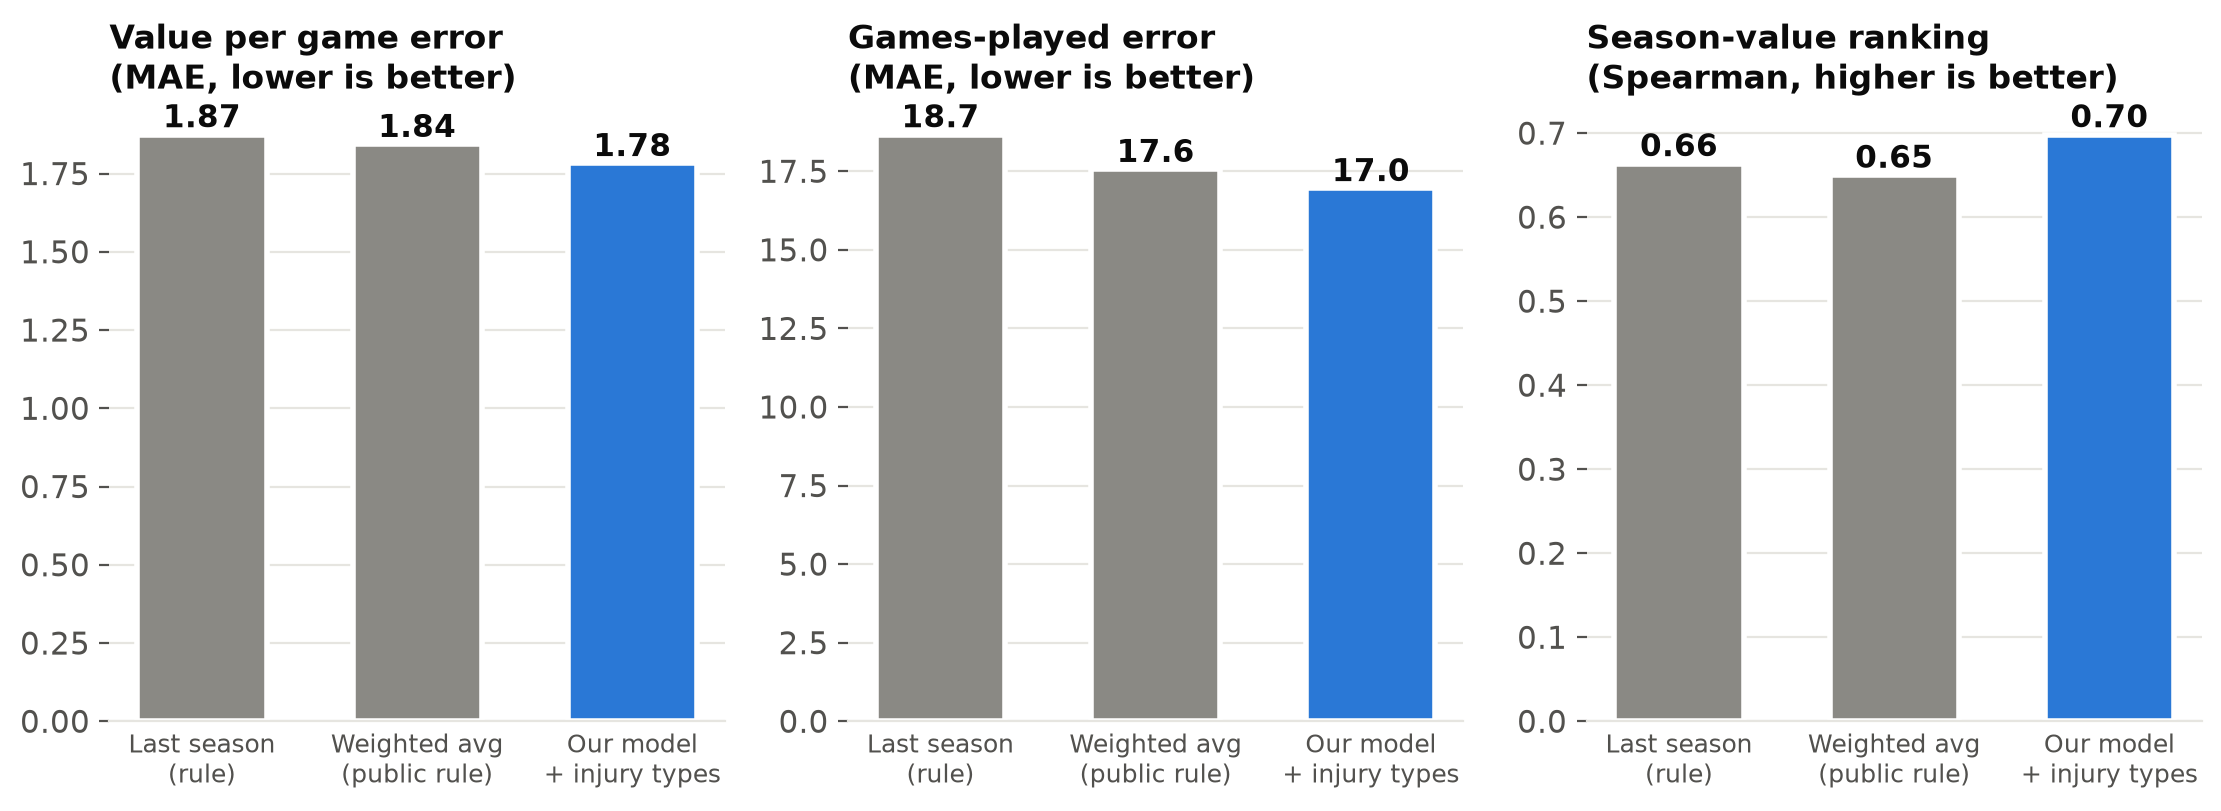 Value per game error
(MAE, lower is better)
1.87
1.84
1.78
1.75
1.50
1.25
1.00
0.75
0.50
0.25
0.00
Last season
(rule)
Weighted avg
(public rule)
Our model
+ injury types
Games-played error
(MAE, lower is better)
18.7
17.6
17.0
17.5
15.0
12.5
10.0
7.5
5.0
2.5
0.0
Last season
(rule)
Weighted avg
(public rule)
Our model
+ injury types
Season-value ranking
(Spearman, higher is better)
0.66
0.65
0.70
0.7
0.6
0.5
0.4
0.3
0.2
0.1
0.0
Last season
(rule)
Weighted avg
(public rule)
Our model
+ injury types